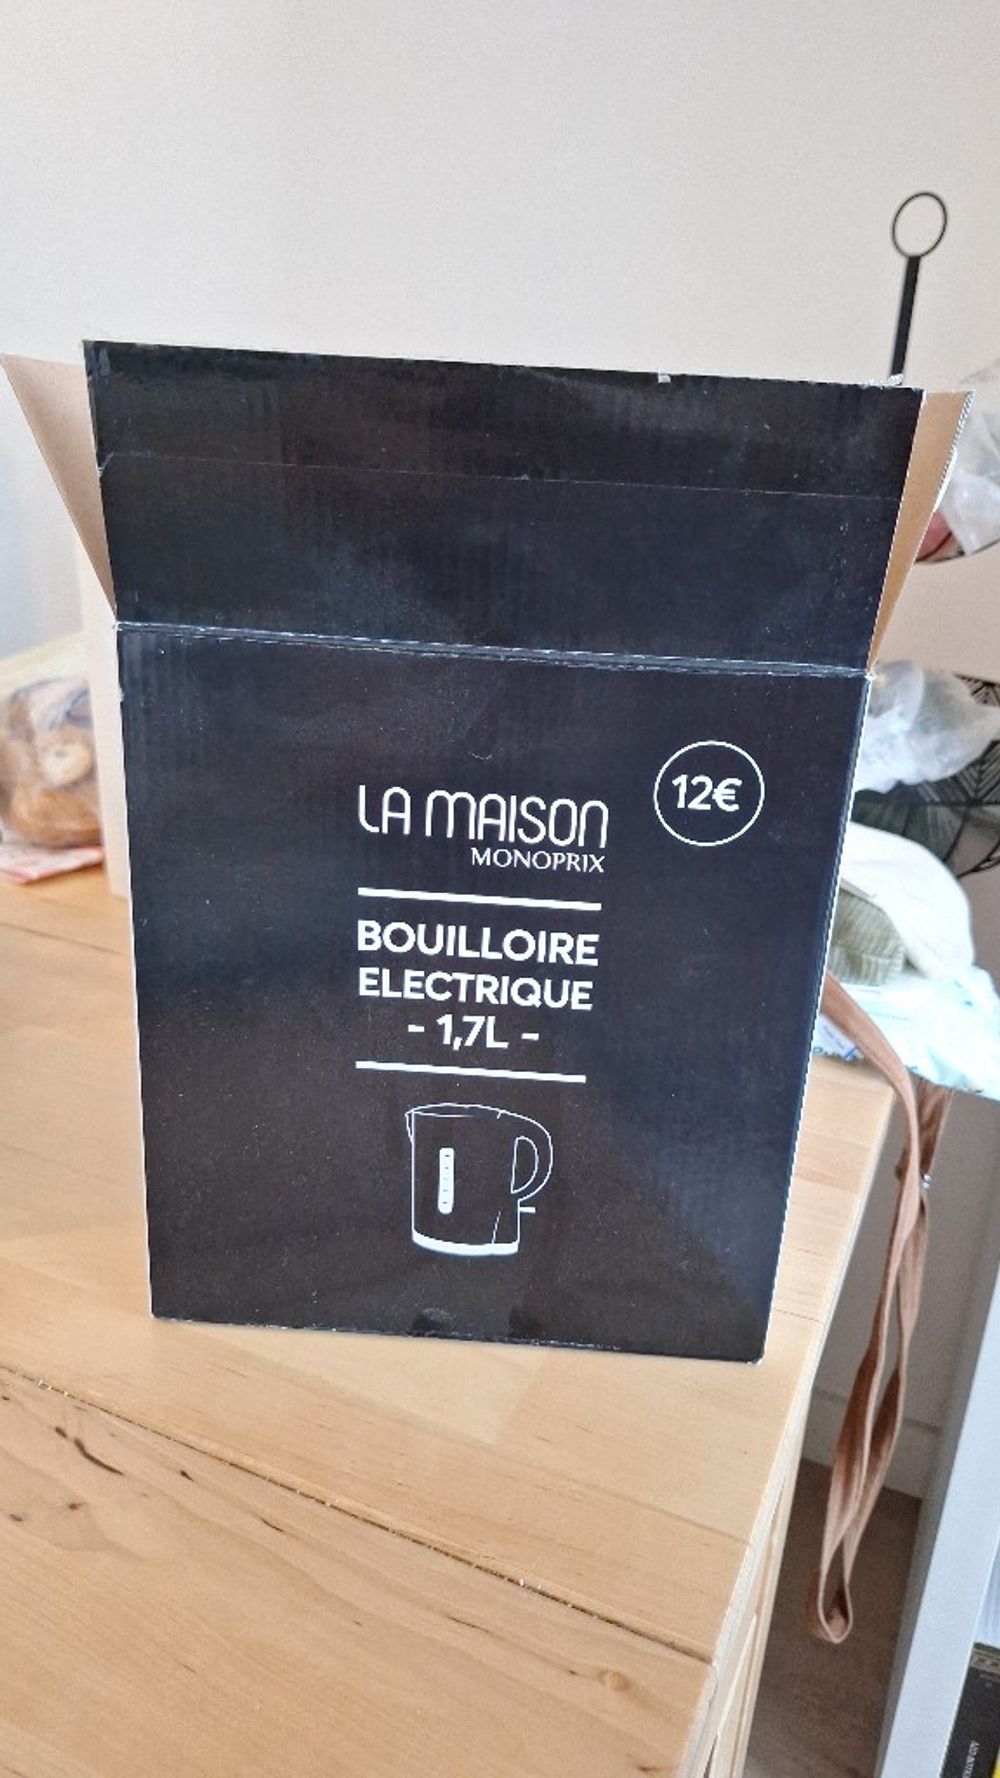 LA MAISON
MONOPRIX
12€
BOUILLOIRE
ELECTRIQUE
- 1,7L -